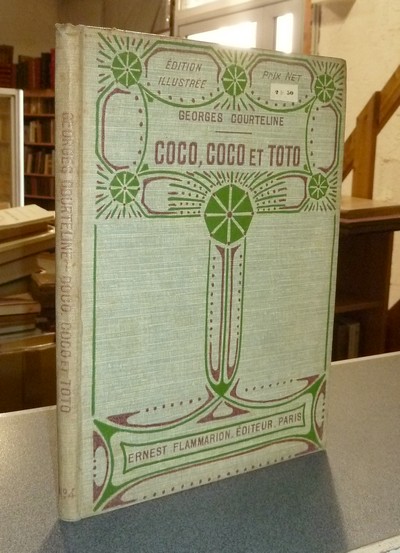 ÉDITION
ILLUSTRÉE
PRIX NET
GEORGES COURTELINE
COCO, COCO ET TOTO
ERNEST FLAMMARION, ÉDITEUR, PARIS
GEORGES COURTELINE – COCO, COCO ET TOTO